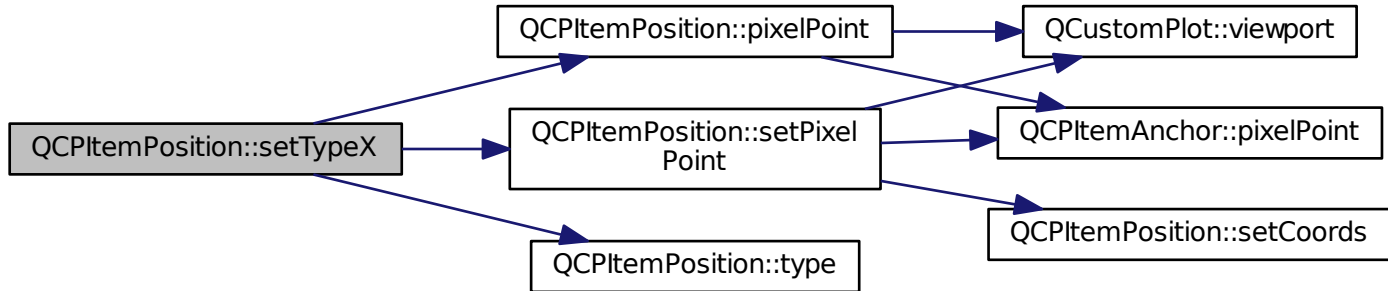 QCPItemPosition::setTypeX
QCPItemPosition::pixelPoint
QCPItemPosition::setPixel
Point
QCPItemPosition::type
QCustomPlot::viewport
QCPItemAnchor::pixelPoint
QCPItemPosition::setCoords